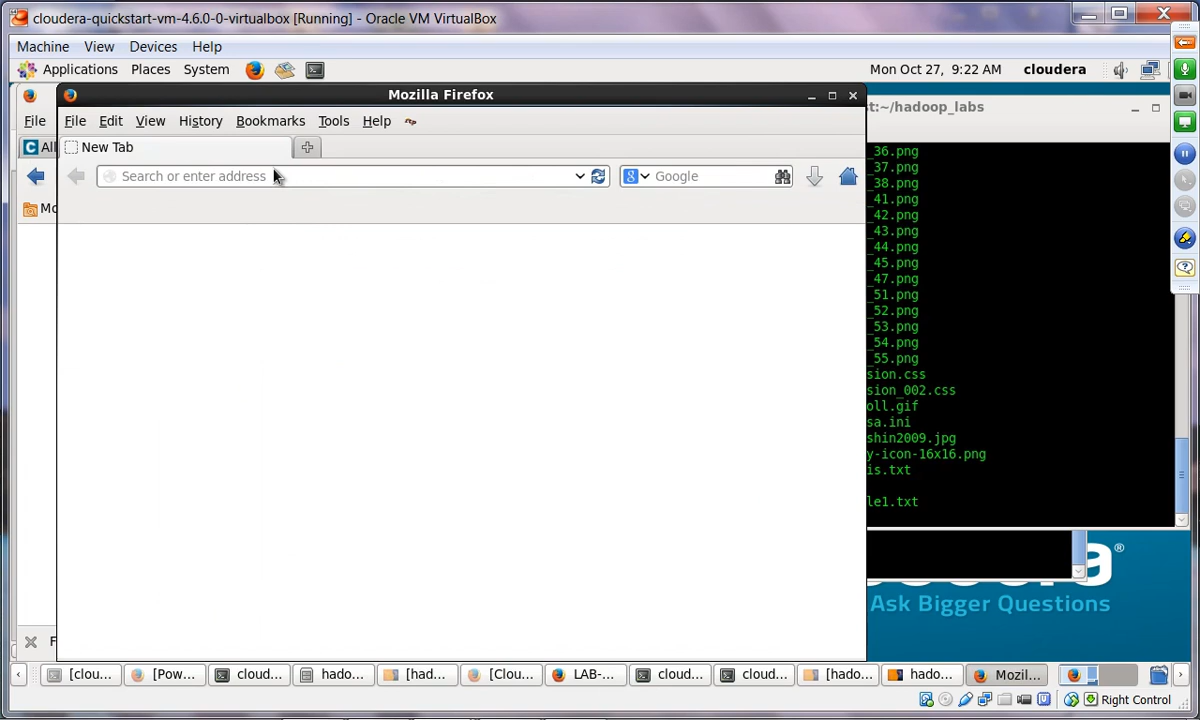 cloudera-quickstart-vm-4.6.0-0-virtualbox [Running] - Oracle VM VirtualBox
Machine View Devices Help
Applications Places System Mon Oct 27, 9:22 AM cloudera
Mozilla Firefox
t:~/hadoop_labs
File
File Edit View History Bookmarks Tools Help
C All
New Tab
Search or enter address
8 Google
Mo
_36.png
_37.png
_38.png
_41.png
_42.png
_43.png
_44.png
_45.png
_47.png
_51.png
_52.png
_53.png
_54.png
_55.png
sion.css
sion_002.css
oll.gif
sa.ini
shin2009.jpg
y-icon-16x16.png
is.txt
le1.txt
a®
Ask Bigger Questions
F
[clou... [Pow... cloud... hado... [had... [Clou... LAB-... cloud... cloud... [hado... hado... Mozil...
Right Control